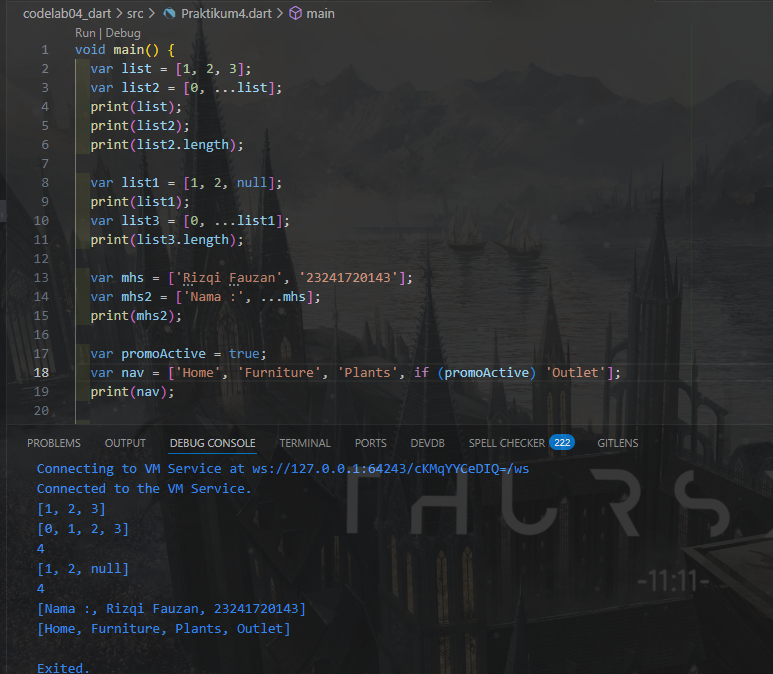 codelab04_dart > src > Praktikum4.dart > main
Run | Debug
1 void main() {
2 var list = [1, 2, 3];
3 var list2 = [0, ...list];
4 print(list);
5 print(list2);
6 print(list2.length);
7
8 var list1 = [1, 2, null];
9 print(list1);
10 var list3 = [0, ...list1];
11 print(list3.length);
12
13 var mhs = ['Rizqi Fauzan', '23241720143'];
14 var mhs2 = ['Nama :', ...mhs];
15 print(mhs2);
16
17 var promoActive = true;
18 var nav = ['Home', 'Furniture', 'Plants', if (promoActive) 'Outlet'];
19 print(nav);
20
PROBLEMS OUTPUT DEBUG CONSOLE TERMINAL PORTS DEVDB SPELL CHECKER 222 GITLENS
Connecting to VM Service at ws://127.0.0.1:64243/cKMqYYCeDIQ=/ws
Connected to the VM Service.
[1, 2, 3]
[0, 1, 2, 3]
4
[1, 2, null]
4
[Nama :, Rizqi Fauzan, 23241720143]
[Home, Furniture, Plants, Outlet]
Exited.
THURS
-11:11-